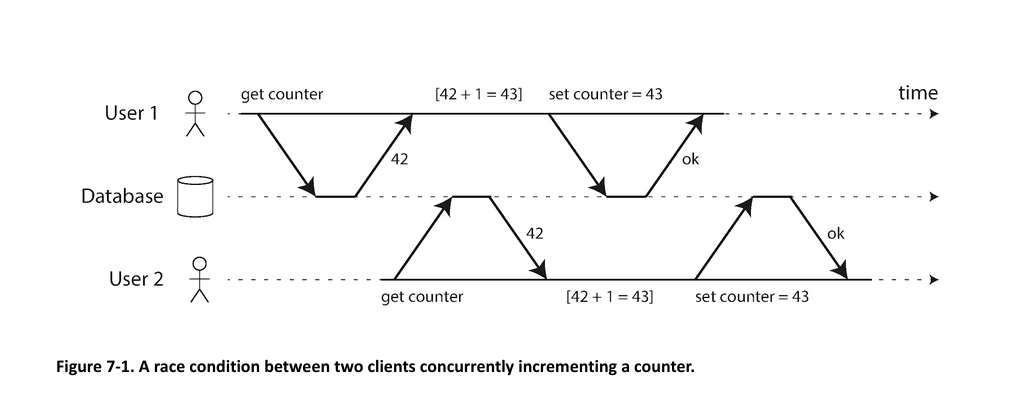 get counter
[42 + 1 = 43]
set counter = 43
time
User 1
42
ok
Database
42
ok
User 2
get counter
[42 + 1 = 43]
set counter = 43
Figure 7-1. A race condition between two clients concurrently incrementing a counter.